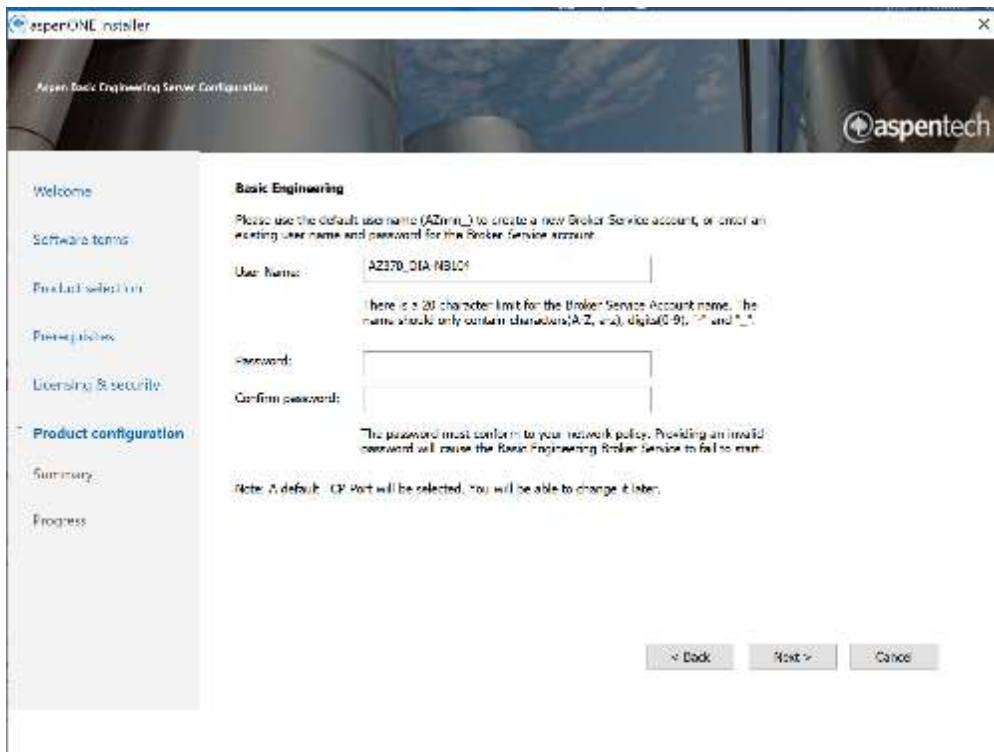 aspenONE Installer
Aspen Basic Engineering Server Configuration
aspentech
Welcome
Software terms
Product selection
Prerequisites
Licensing & security
Product configuration
Summary
Progress
Basic Engineering
Please use the default username (AZnnn_) to create a new Broker Service account, or enter an
existing user name and password for the Broker Service account.
User Name:
There is a 20 character limit for the Broker Service Account name. The
name should only contain characters(A-Z, a-z), digits(0-9), "-" and "_".
Password:
Confirm password:
The password must conform to your network policy. Providing an invalid
password will cause the Basic Engineering Broker Service to fail to start.
Note: A default TCP Port will be selected. You will be able to change it later.
< Back
Next >
Cancel